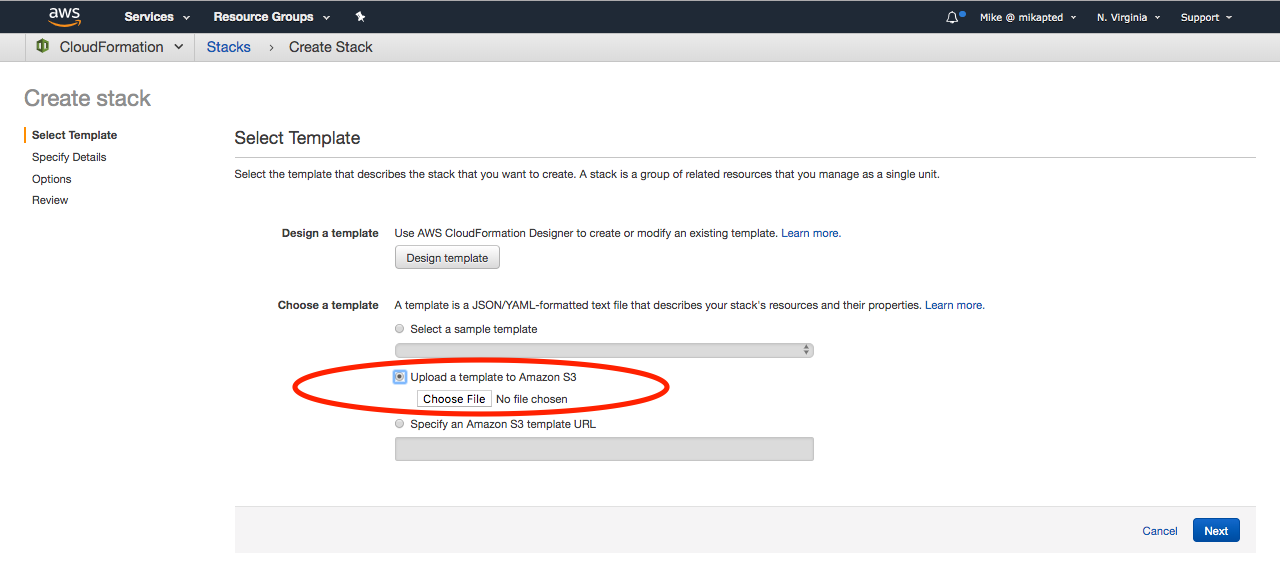 aws Services Resource Groups Mike @ mikapted N. Virginia Support
CloudFormation Stacks > Create Stack
Create stack
Select Template
Specify Details
Options
Review
Select Template
Select the template that describes the stack that you want to create. A stack is a group of related resources that you manage as a single unit.
Design a template Use AWS CloudFormation Designer to create or modify an existing template. Learn more.
Design template
Choose a template A template is a JSON/YAML-formatted text file that describes your stack's resources and their properties. Learn more.
Select a sample template
Upload a template to Amazon S3
Choose File No file chosen
Specify an Amazon S3 template URL
Cancel Next